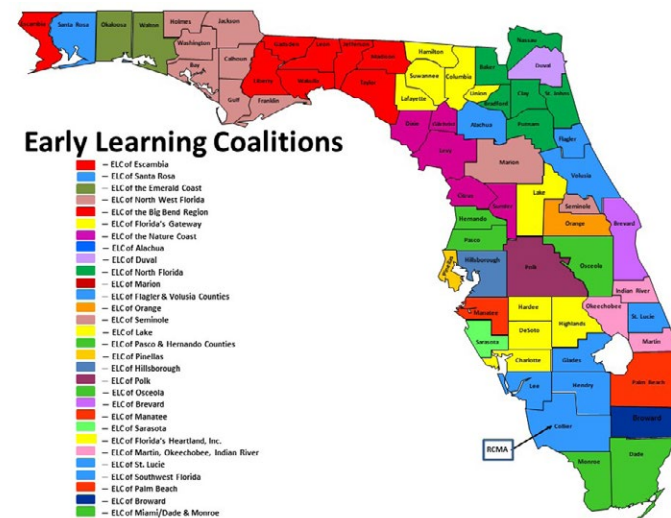 Escambia
Santa Rosa
Okaloosa
Walton
Holmes
Jackson
Washington
Bay
Calhoun
Gulf
Franklin
Gadsden
Leon
Jefferson
Madison
Liberty
Wakulla
Taylor
Hamilton
Suwannee
Columbia
Lafayette
Union
Bradford
Baker
Nassau
Duval
Clay
St. Johns
Putnam
Dixie
Gilchrist
Levy
Alachua
Flagler
Marion
Volusia
Citrus
Sumter
Lake
Seminole
Orange
Brevard
Hernando
Pasco
Pinellas
Hillsborough
Polk
Osceola
Indian River
Okeechobee
St. Lucie
Martin
Manatee
Hardee
Highlands
Sarasota
DeSoto
Charlotte
Glades
Lee
Hendry
Palm Beach
Broward
Collier
RCMA
Monroe
Dade
Early Learning Coalitions
– ELC of Escambia
– ELC of Santa Rosa
– ELC of the Emerald Coast
– ELC of North West Florida
– ELC of the Big Bend Region
– ELC of Florida's Gateway
– ELC of the Nature Coast
– ELC of Alachua
– ELC of Duval
– ELC of North Florida
– ELC of Marion
– ELC of Flagler & Volusia Counties
– ELC of Orange
– ELC of Seminole
– ELC of Lake
– ELC of Pasco & Hernando Counties
– ELC of Pinellas
– ELC of Hillsborough
– ELC of Polk
– ELC of Osceola
– ELC of Brevard
– ELC of Manatee
– ELC of Sarasota
– ELC of Florida's Heartland, Inc.
– ELC of Martin, Okeechobee, Indian River
– ELC of St. Lucie
– ELC of Southwest Florida
– ELC of Palm Beach
– ELC of Broward
– ELC of Miami/Dade & Monroe